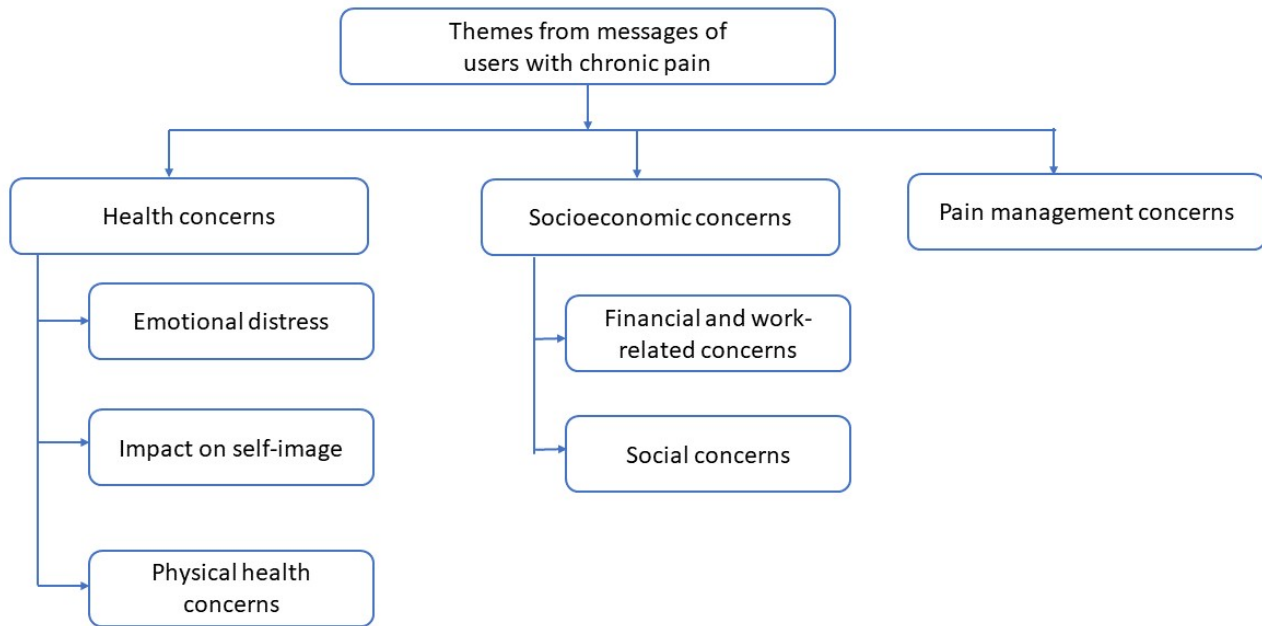 Themes from messages of
users with chronic pain
Health concerns
Socioeconomic concerns
Pain management concerns
Emotional distress
Financial and work-
related concerns
Impact on self-image
Social concerns
Physical health
concerns